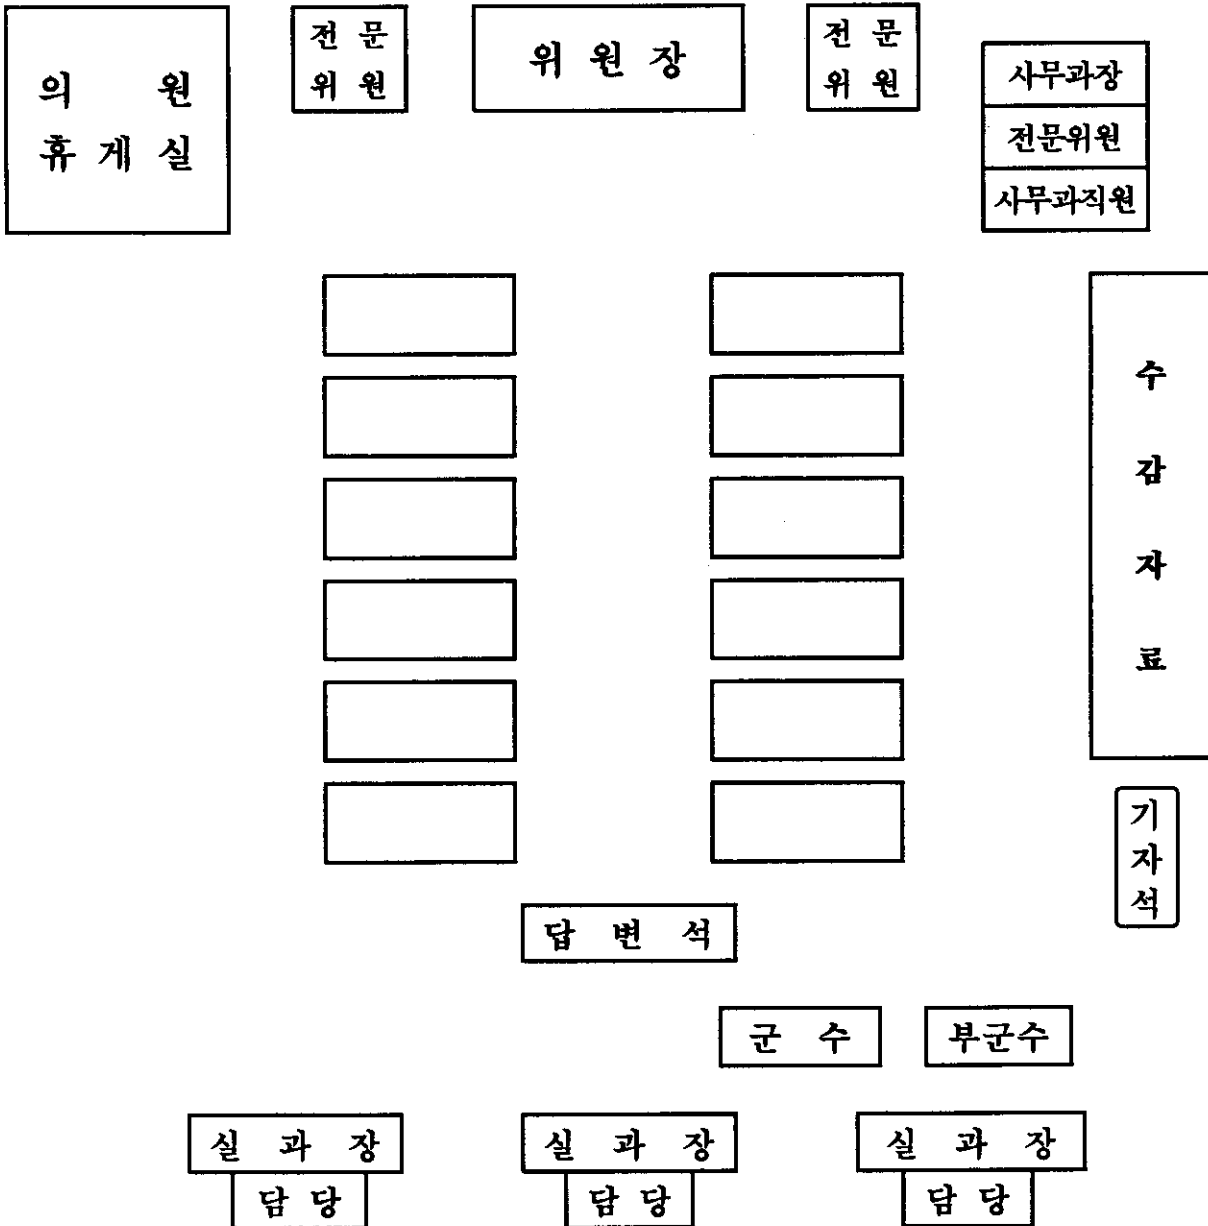 의 원
휴 게 실
전 문
위 원
위 원 장
전 문
위 원
사무과장
전문위원
사무과직원
수
감
자
료
기
자
석
답 변 석
군 수
부군수
실 과 장
담 당
실 과 장
담 당
실 과 장
담 당